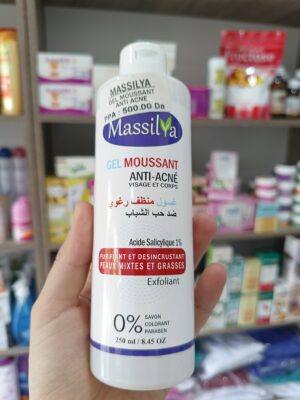 MASSILYA
GEL MOUSSANT
ANTI ACNE
PPA : 500.00 Da
MassilYa
GEL MOUSSANT
ANTI-ACNÉ
VISAGE ET CORPS
غسول منظف رغوي
ضد حب الشباب
Acide Salicylique 1%
PURIFIANT ET DESINCRUSTANT
PEAUX MIXTES ET GRASSES
Exfoliant
0% SAVON
COLORANT
PARABEN
250 ml / 8.45 OZ